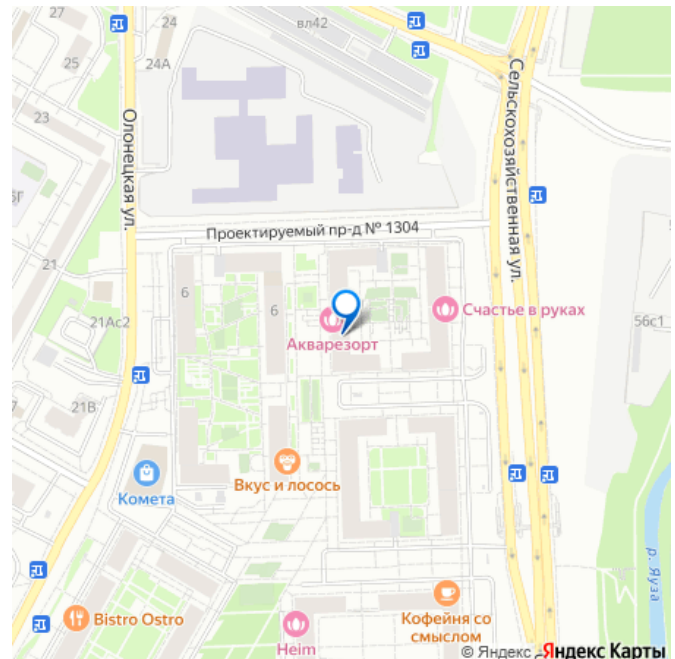 27
24
вл42
25
24А
23
Олонецкая ул.
Сельскохозяйственная ул.
Проектируемый пр-д № 1304
21
6
6
21Ас2
Акварезорт
Счастье в руках
56с1
21В
Комета
Вкус и лосось
р. Яуза
Bistro Ostro
Heim
Кофейня со
смыслом
© Яндекс Яндекс Карты